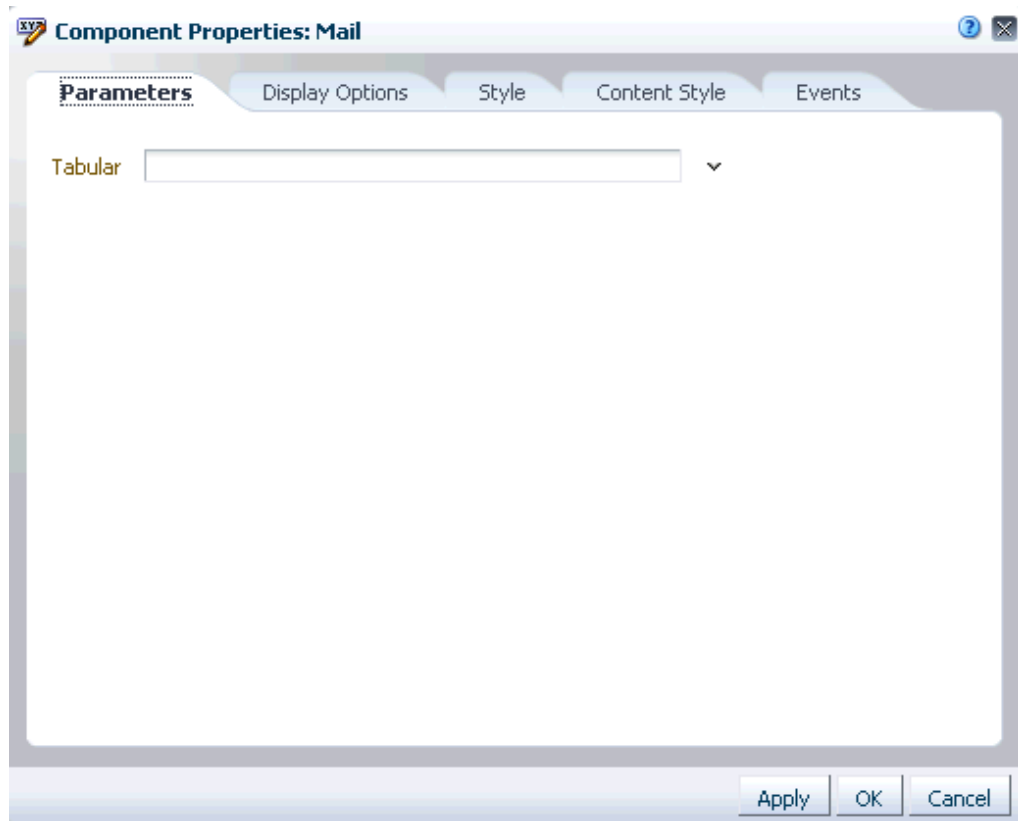 Component Properties: Mail
Parameters Display Options Style Content Style Events
Tabular
Apply OK Cancel